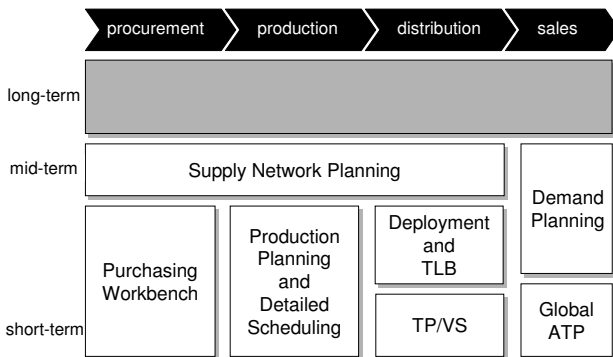 procurement
production
distribution
sales
long-term
mid-term
Supply Network Planning
Demand
Planning
Purchasing
Workbench
Production
Planning
and
Detailed
Scheduling
Deployment
and
TLB
short-term
TP/VS
Global
ATP